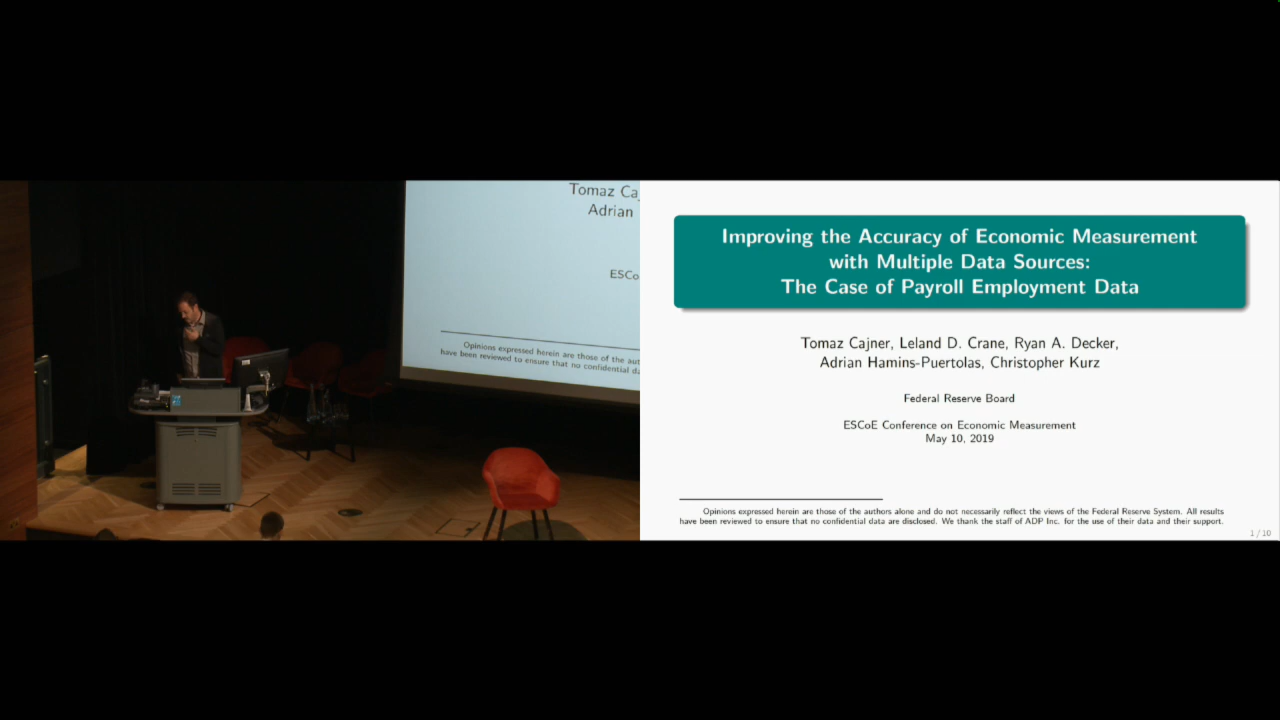 Tomaz Ca
Adrian
ESCo
Opinions expressed herein are those of the aut
have been reviewed to ensure that no confidential da
Improving the Accuracy of Economic Measurement
with Multiple Data Sources:
The Case of Payroll Employment Data
Tomaz Cajner, Leland D. Crane, Ryan A. Decker,
Adrian Hamins-Puertolas, Christopher Kurz
Federal Reserve Board
ESCoE Conference on Economic Measurement
May 10, 2019
Opinions expressed herein are those of the authors alone and do not necessarily reflect the views of the Federal Reserve System. All results
have been reviewed to ensure that no confidential data are disclosed. We thank the staff of ADP Inc. for the use of their data and their support.
1 / 10